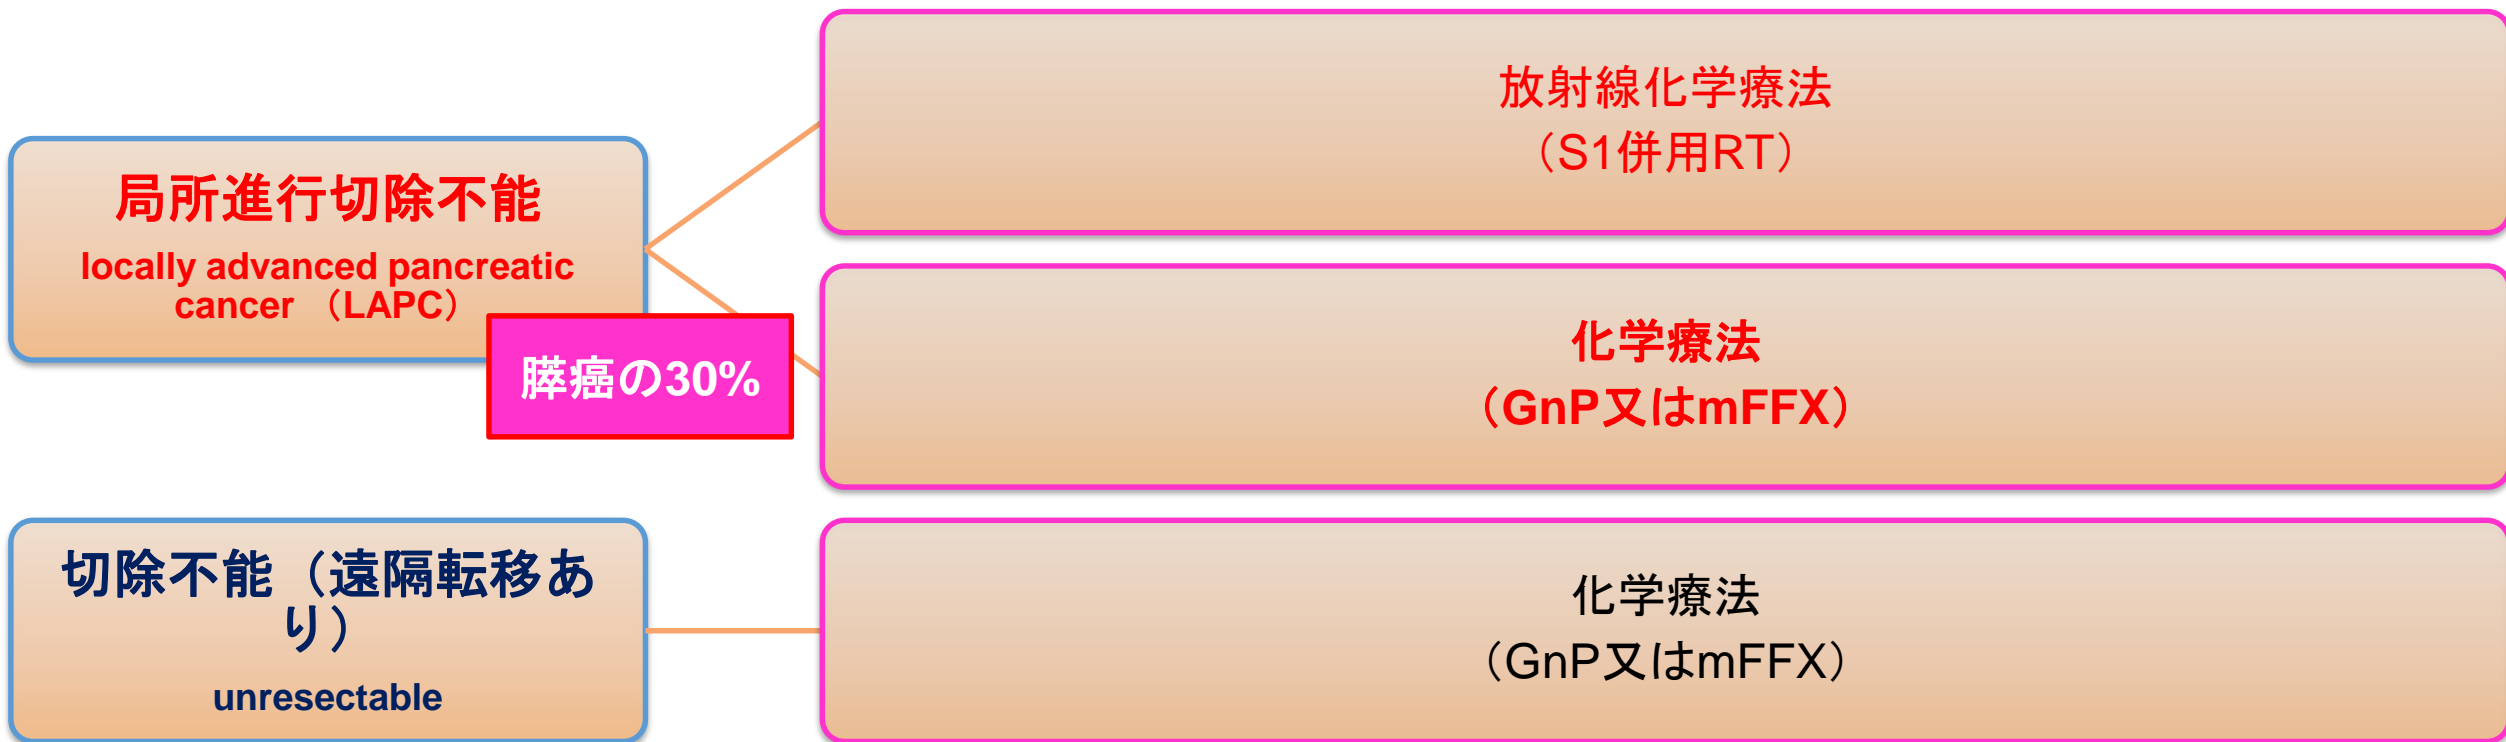 局所進行切除不能
locally advanced pancreatic
cancer （LAPC）
膵癌の30%
放射線化学療法
（S1併用RT）
化学療法
（GnP又はmFFX）
切除不能（遠隔転移あ
り）
unresectable
化学療法
（GnP又はmFFX）